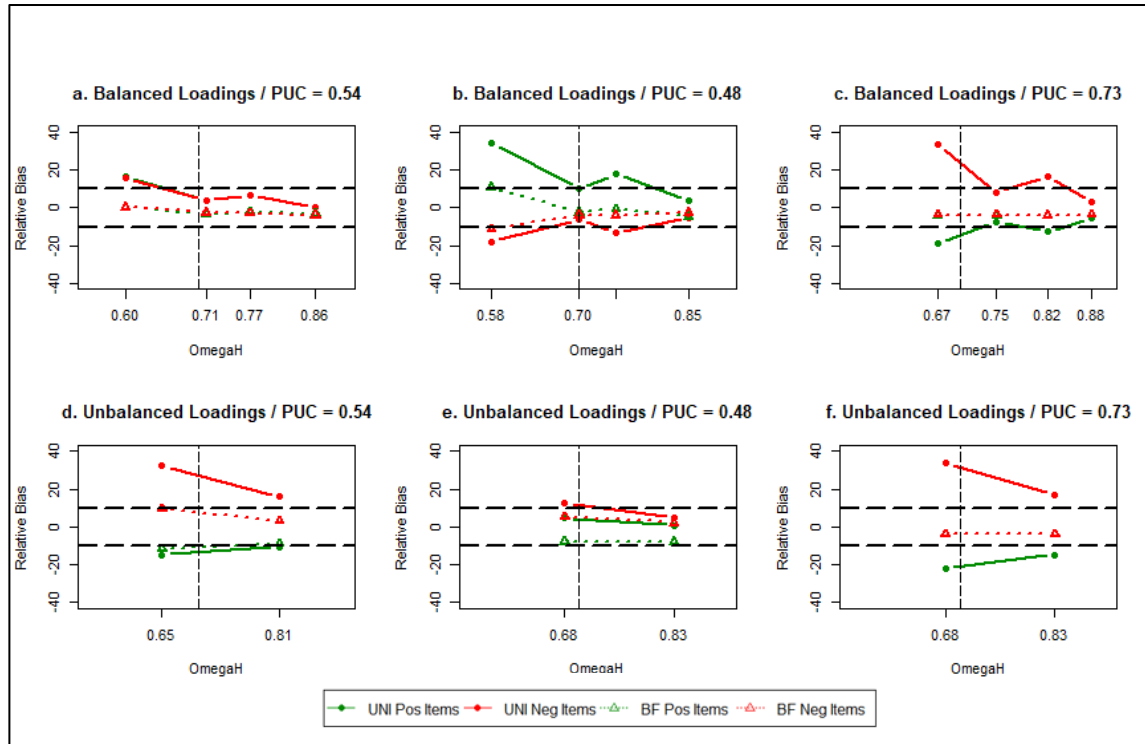 a. Balanced Loadings / PUC = 0.54
b. Balanced Loadings / PUC = 0.48
c. Balanced Loadings / PUC = 0.73
Relative Bias
40
20
0
-20
-40
0.60 0.71 0.77 0.86
OmegaH
Relative Bias
40
20
0
-20
-40
0.58 0.70 0.85
OmegaH
Relative Bias
40
20
0
-20
-40
0.67 0.75 0.82 0.88
OmegaH
d. Unbalanced Loadings / PUC = 0.54
e. Unbalanced Loadings / PUC = 0.48
f. Unbalanced Loadings / PUC = 0.73
Relative Bias
40
20
0
-20
-40
0.65 0.81
OmegaH
Relative Bias
40
20
0
-20
-40
0.68 0.83
OmegaH
Relative Bias
40
20
0
-20
-40
0.68 0.83
OmegaH
UNI Pos Items UNI Neg Items BF Pos Items BF Neg Items